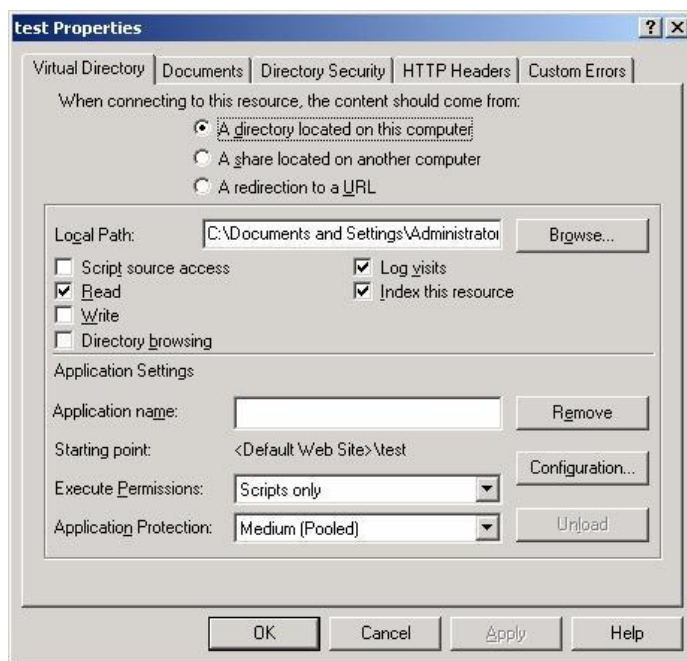 test Properties
Virtual Directory Documents Directory Security HTTP Headers Custom Errors
When connecting to this resource, the content should come from:
A directory located on this computer
A share located on another computer
A redirection to a URL
Local Path: C:\Documents and Settings\Administrator Browse...
Script source access Log visits
Read Index this resource
Write
Directory browsing
Application Settings
Application name: Remove
Starting point: <Default Web Site>\test
Configuration...
Execute Permissions: Scripts only
Application Protection: Medium (Pooled) Unload
OK Cancel Apply Help